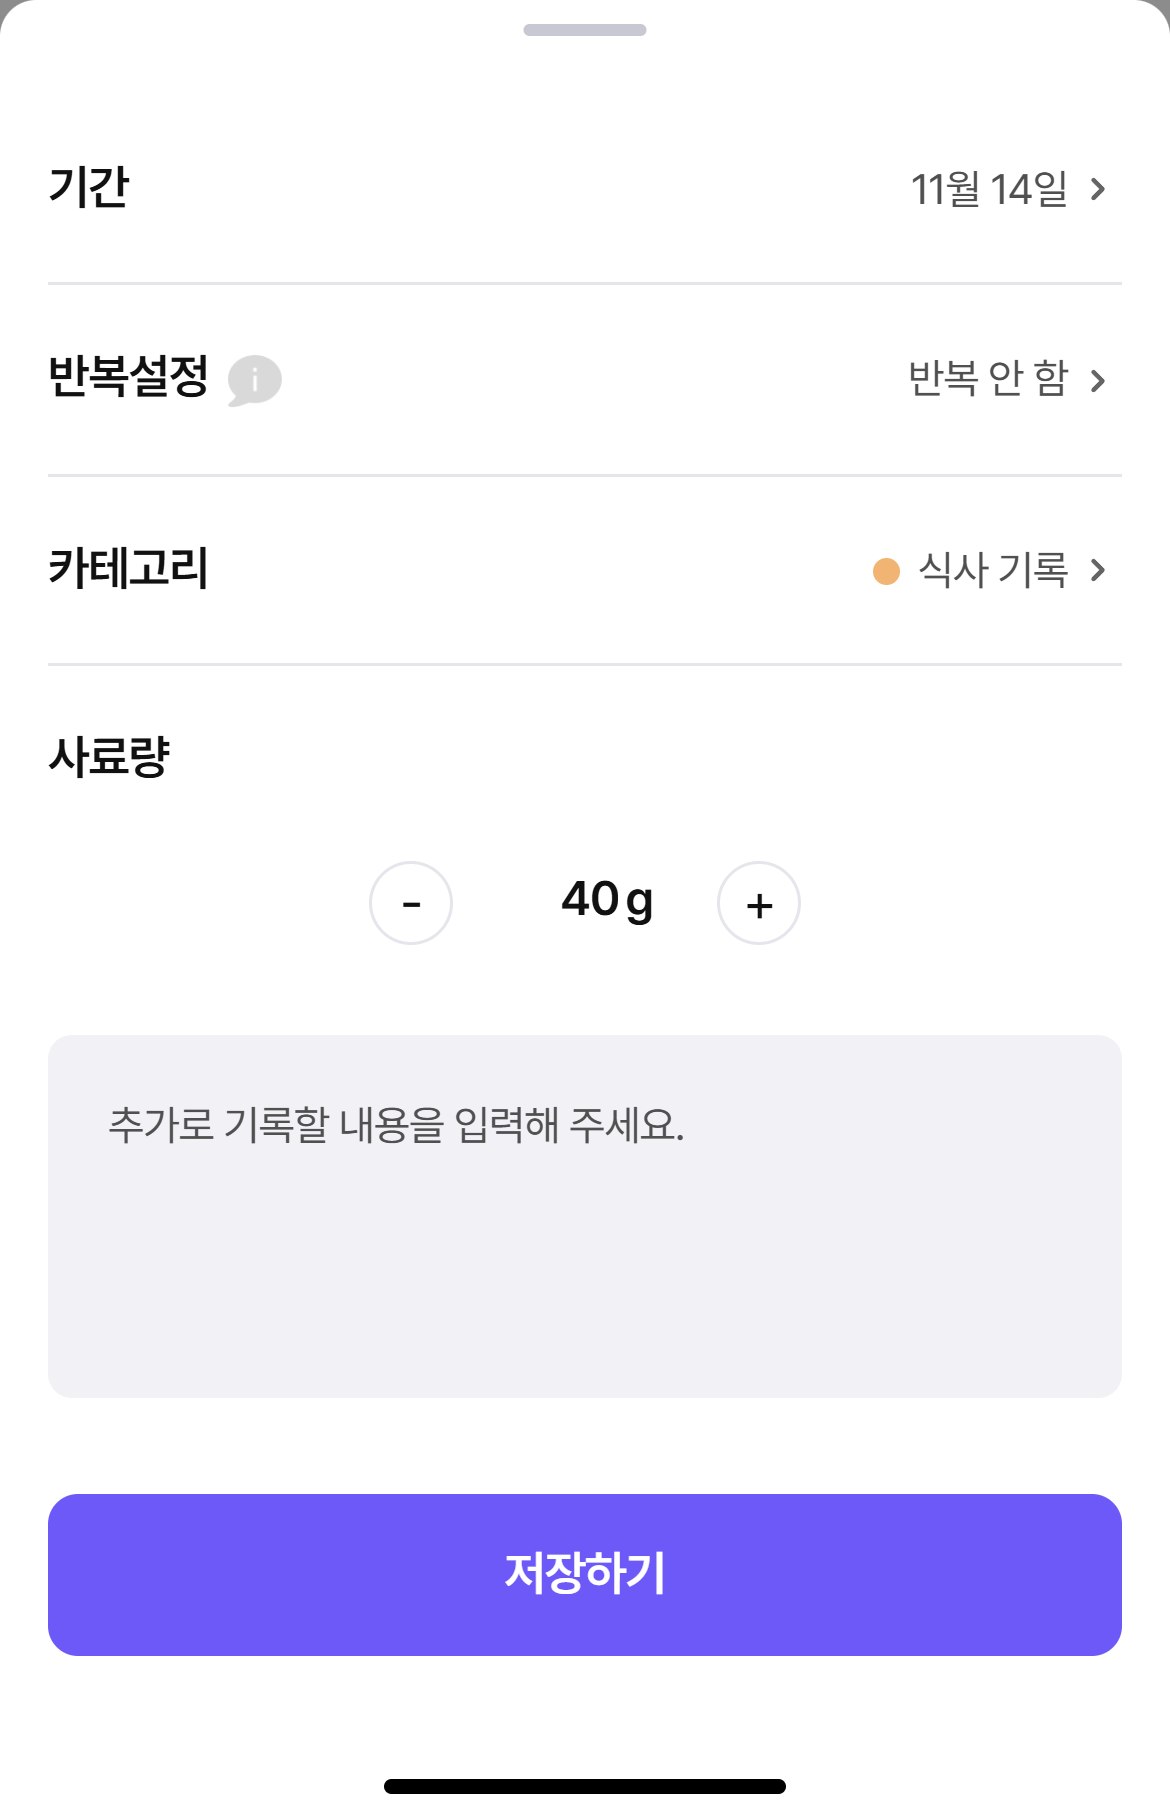 기간
11월 14일
반복설정 i
반복 안 함
카테고리
식사 기록
사료량
- 40 g +
추가로 기록할 내용을 입력해 주세요.
저장하기